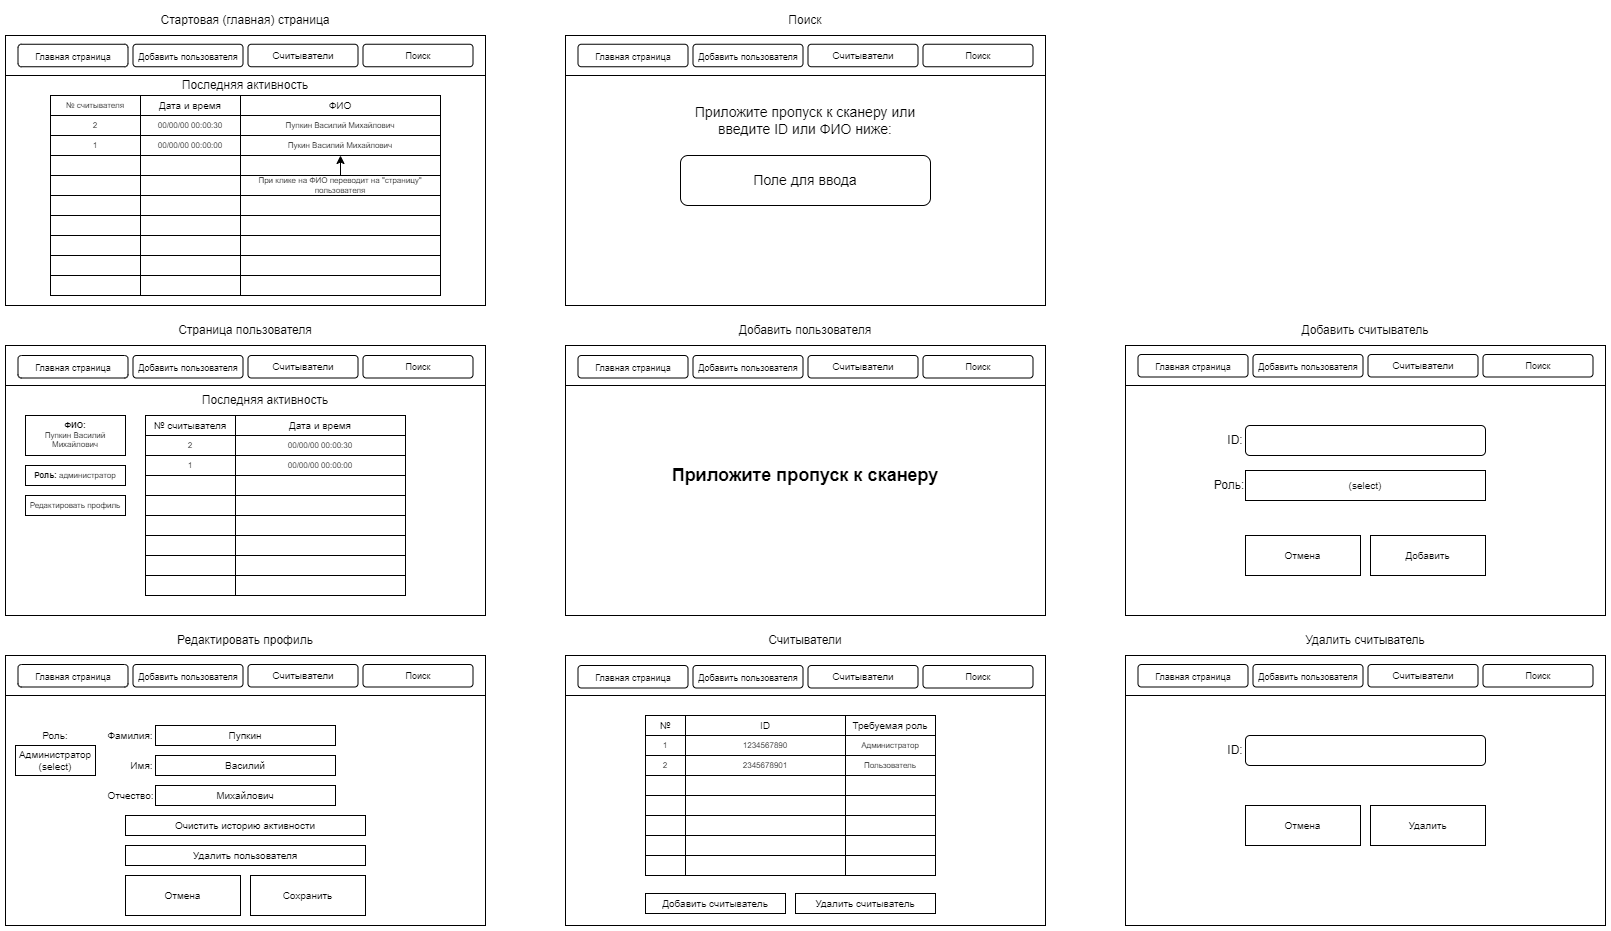 Стартовая (главная) страница
Главная страница
Добавить пользователя
Считыватели
Поиск
Последняя активность
№ считывателя
Дата и время
ФИО
2
00/00/00 00:00:30
Пупкин Василий Михайлович
1
00/00/00 00:00:00
Пукин Василий Михайлович
При клике на ФИО переводит на "страницу"
пользователя
Поиск
Главная страница
Добавить пользователя
Считыватели
Поиск
Приложите пропуск к сканеру или
введите ID или ФИО ниже:
Поле для ввода
Страница пользователя
Главная страница
Добавить пользователя
Считыватели
Поиск
Последняя активность
ФИО:
Пупкин Василий
Михайлович
Роль: администратор
Редактировать профиль
№ считывателя
Дата и время
2
00/00/00 00:00:30
1
00/00/00 00:00:00
Добавить пользователя
Главная страница
Добавить пользователя
Считыватели
Поиск
Приложите пропуск к сканеру
Добавить считыватель
Главная страница
Добавить пользователя
Считыватели
Поиск
ID:
Роль:
(select)
Отмена
Добавить
Редактировать профиль
Главная страница
Добавить пользователя
Считыватели
Поиск
Роль:
Администратор
(select)
Фамилия:
Пупкин
Имя:
Василий
Отчество:
Михайлович
Очистить историю активности
Удалить пользователя
Отмена
Сохранить
Считыватели
Главная страница
Добавить пользователя
Считыватели
Поиск
№
ID
Требуемая роль
1
1234567890
Администратор
2
2345678901
Пользователь
Добавить считыватель
Удалить считыватель
Удалить считыватель
Главная страница
Добавить пользователя
Считыватели
Поиск
ID:
Отмена
Удалить